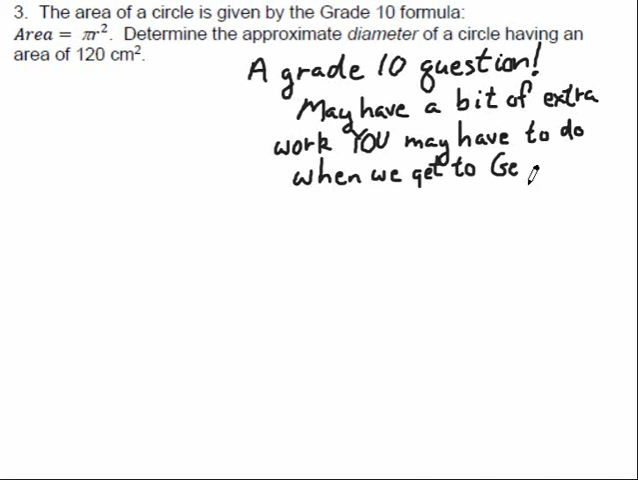 3. The area of a circle is given by the Grade 10 formula:
Area = πr². Determine the approximate diameter of a circle having an
area of 120 cm².
A grade 10 question!
May have a bit of extra
work YOU may have to do
when we get to Ge